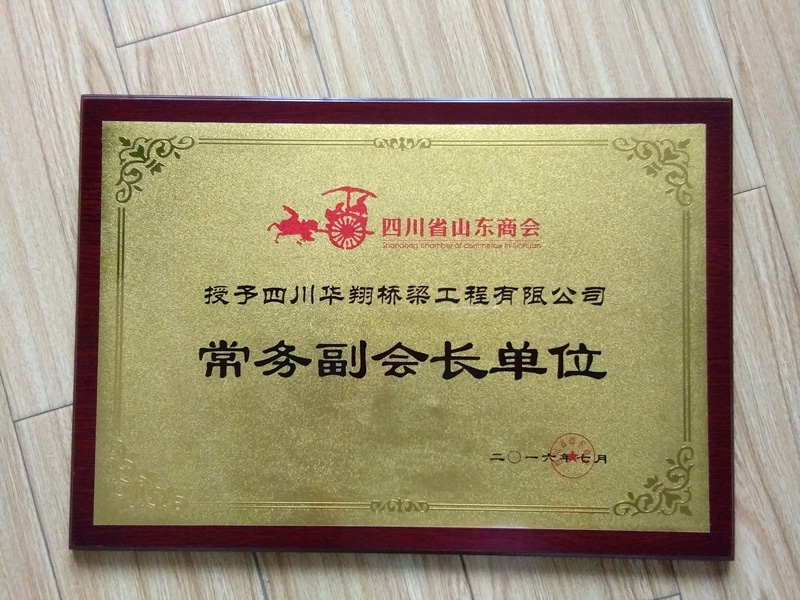 四川省山东商会
Shandong chamber of commerce in Sichuan
授予四川华翔桥梁工程有限公司
常务副会长单位
二〇一六年七月